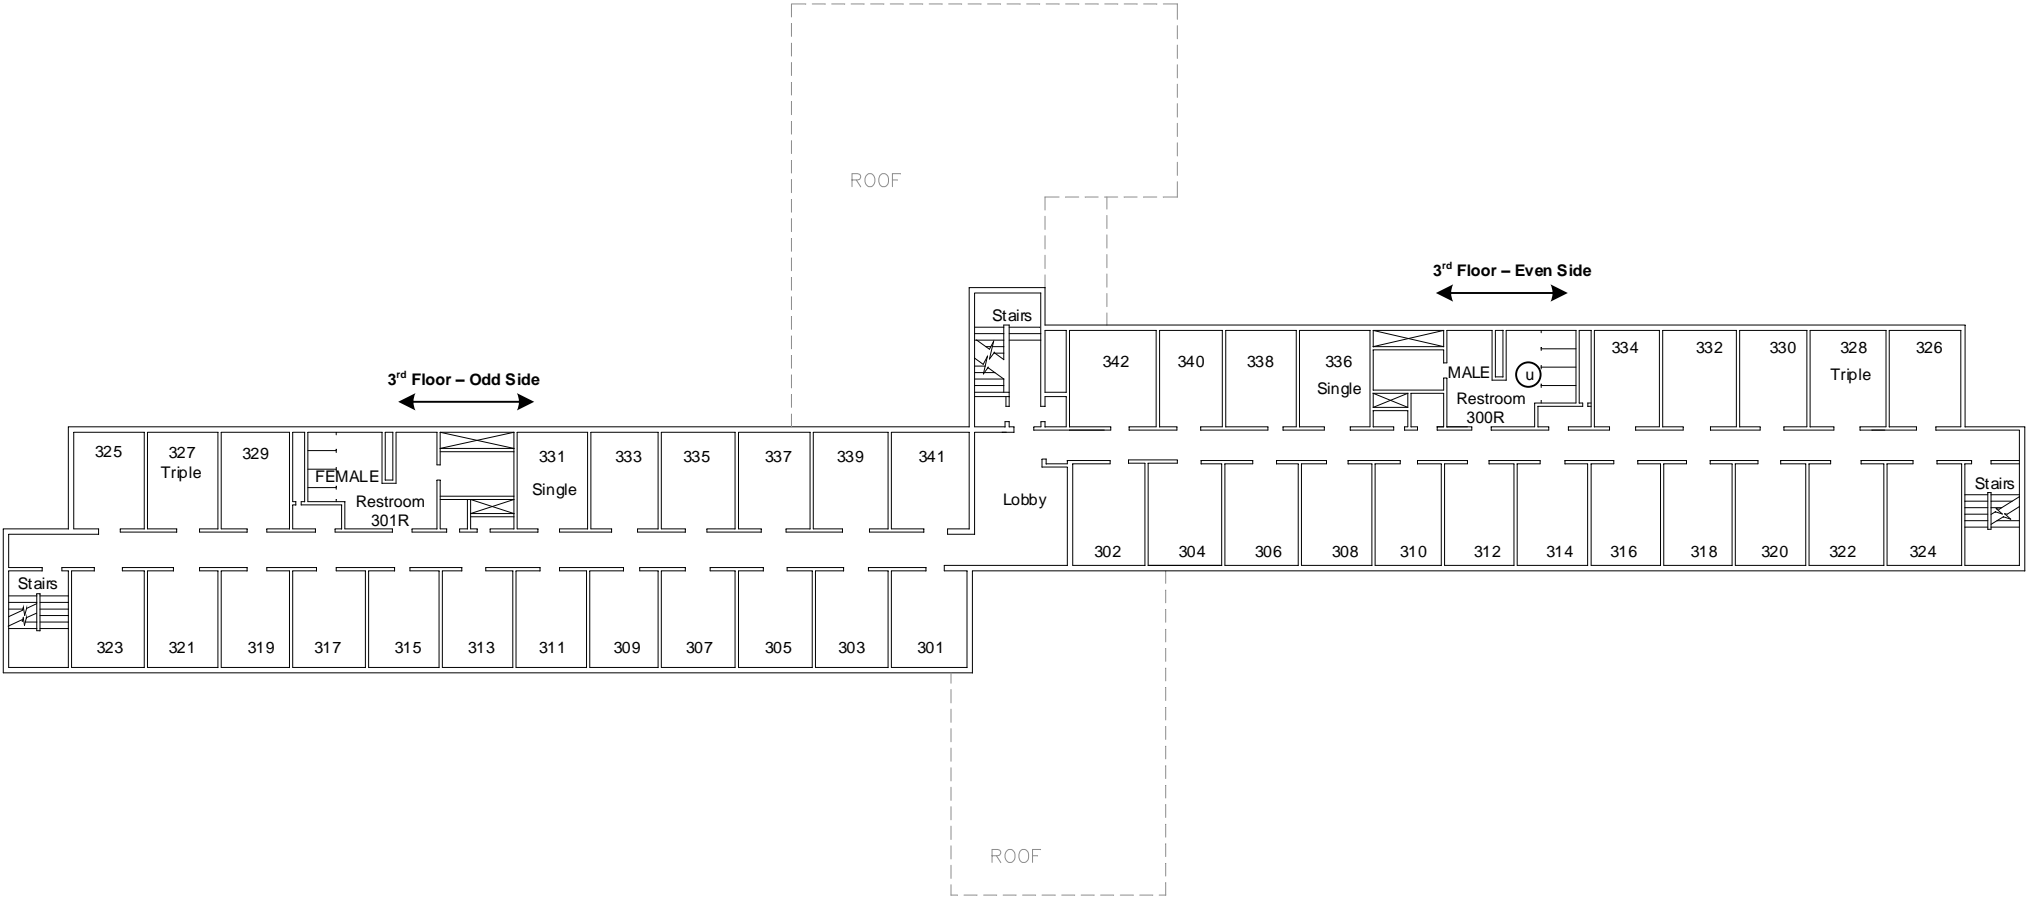 ROOF
3rd Floor – Even Side
Stairs
342 340 338 336 334 332 330 328 326
Single
Triple
MALE
u
Restroom
300R
3rd Floor – Odd Side
325 327 329 331 333 335 337 339 341
Triple
Single
FEMALE
Restroom
301R
Lobby
Stairs
302 304 306 308 310 312 314 316 318 320 322 324
Stairs
323 321 319 317 315 313 311 309 307 305 303 301
ROOF